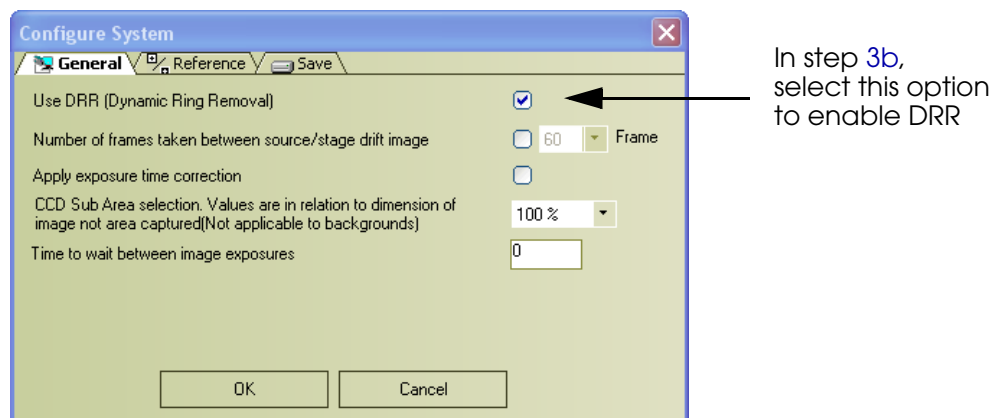 Configure System
General Reference Save
Use DRR (Dynamic Ring Removal)
In step 3b,
select this option
to enable DRR
Number of frames taken between source/stage drift image 60 Frame
Apply exposure time correction
CCD Sub Area selection. Values are in relation to dimension of
image not area captured(Not applicable to backgrounds) 100 %
Time to wait between image exposures 0
OK Cancel